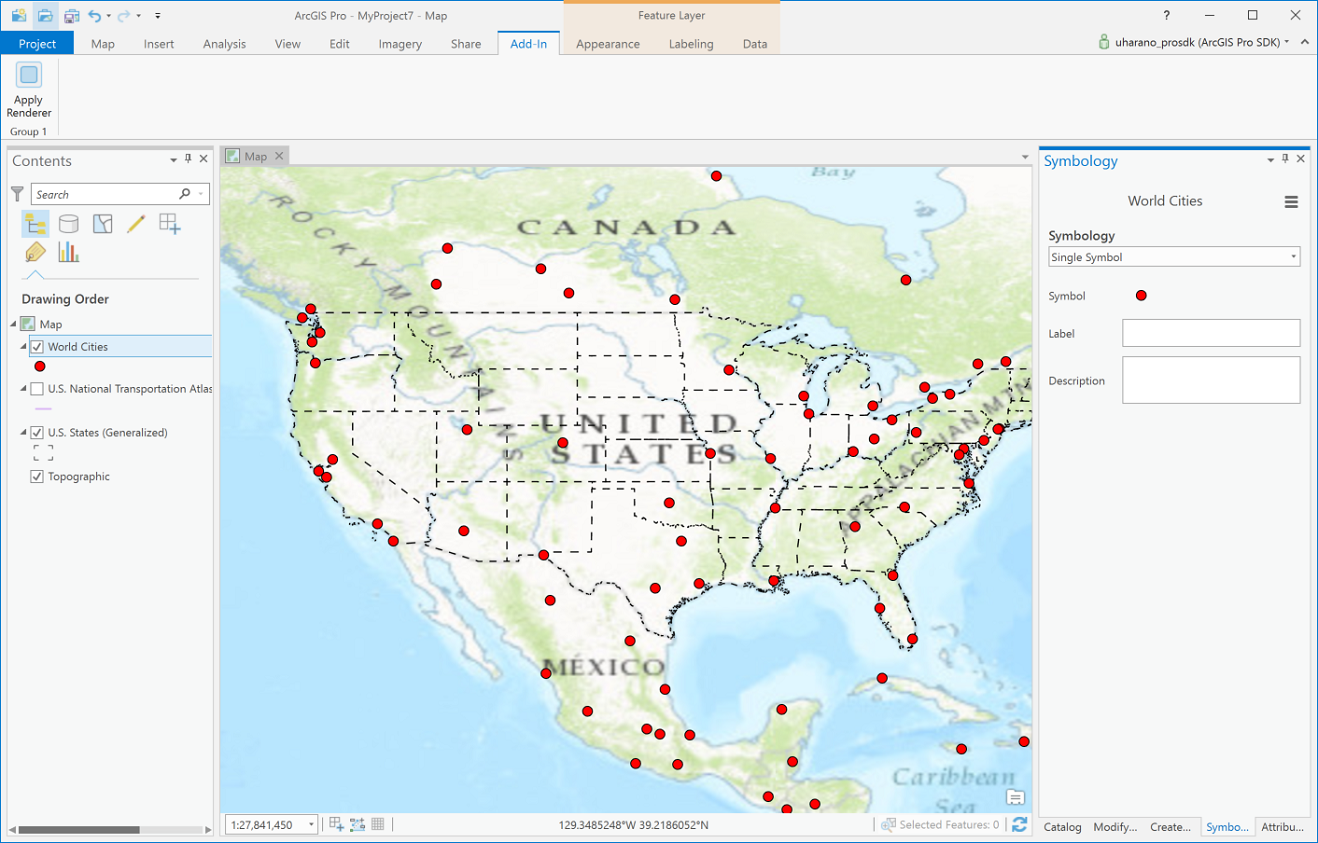 ArcGIS Pro - MyProject7 - Map
Feature Layer
?
Project Map Insert Analysis View Edit Imagery Share Add-In Appearance Labeling Data
uharano_prosdk (ArcGIS Pro SDK)
Apply
Renderer
Group 1
Contents
Search
Drawing Order
Map
World Cities
U.S. National Transportation Atlas
U.S. States (Generalized)
Topographic
Map
Bay
CANADA
ROCKY MOUNTAINS
UNITED
STATES
APPALACHIAN MTN
MÉXICO
Caribbean
Sea
1:27,841,450
129.3485248°W 39.2186052°N
Selected Features: 0
Symbology
World Cities
Symbology
Single Symbol
Symbol
Label
Description
Catalog Modify... Create... Symbo... Attribu...